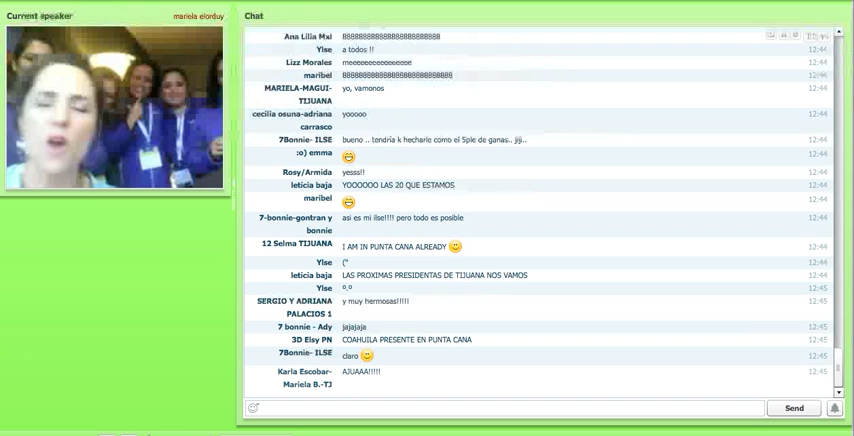 Current speaker
mariela elorduy
Chat
Ana Lilia Mxl 88888888888888888888888
Ylse a todos !! 12:44
Lizz Morales meeeeeeeeeeeeeeee 12:44
maribel 88888888888888888888888888 12:44
MARIELA-MAGUI- yo, vamonos 12:44
TIJUANA
cecilia osuna-adriana yooooo 12:44
carrasco
7Bonnie- ILSE bueno .. tendría k hecharle como el 5ple de ganas.. jiji.. 12:44
:o) emma 12:44
Rosy/Armida yesss!! 12:44
leticia baja YOOOOOO LAS 20 QUE ESTAMOS 12:44
maribel 12:44
7-bonnie-gontran y asi es mi ilse!!!! pero todo es posible 12:44
bonnie
12 Selma TIJUANA I AM IN PUNTA CANA ALREADY 12:44
Ylse (" 12:44
leticia baja LAS PROXIMAS PRESIDENTAS DE TIJUANA NOS VAMOS 12:44
Ylse º.º 12:45
SERGIO Y ADRIANA y muy hermosas!!!!! 12:45
PALACIOS 1
7 bonnie - Ady jajajaja 12:45
3D Elsy PN COAHUILA PRESENTE EN PUNTA CANA 12:45
7Bonnie- ILSE claro 12:45
Karla Escobar- AJUAAA!!!!! 12:45
Mariela B.-TJ
Send